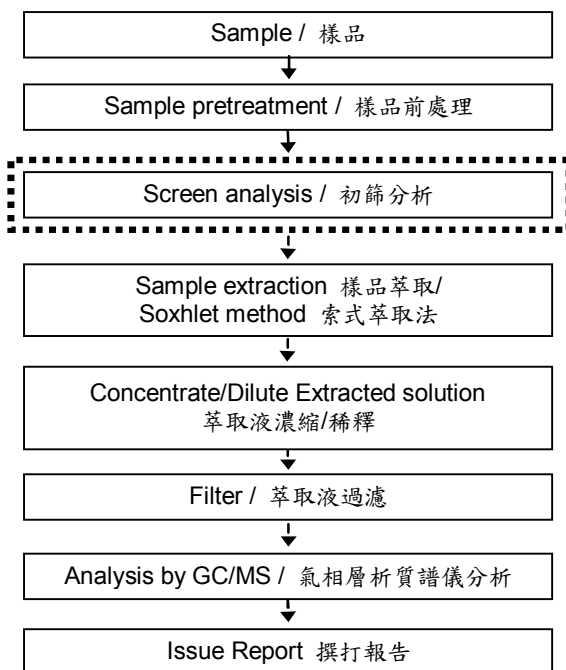 Sample / 樣品
Sample pretreatment / 樣品前處理
Screen analysis / 初篩分析
Sample extraction 樣品萃取/
Soxhlet method 索式萃取法
Concentrate/Dilute Extracted solution
萃取液濃縮/稀釋
Filter / 萃取液過濾
Analysis by GC/MS / 氣相層析質譜儀分析
Issue Report 撰打報告